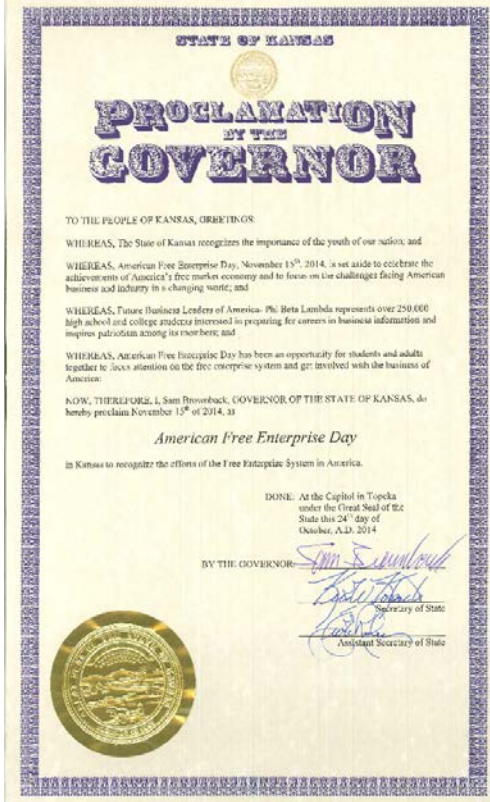 STATE OF KANSAS
PROCLAMATION
BY THE
GOVERNOR
TO THE PEOPLE OF KANSAS, GREETINGS:
WHEREAS, The State of Kansas recognizes the importance of the youth of our nation; and
WHEREAS, American Free Enterprise Day, November 15th, 2014, is set aside to celebrate the
achievements of America's free market economy and to focus on the challenges facing American
business and industry in a changing world; and
WHEREAS, Future Business Leaders of America- Phi Beta Lambda represents over 250,000
high school and college students interested in preparing for careers in business information and
inspires patriotism among its members; and
WHEREAS, American Free Enterprise Day has been an opportunity for students and adults
together to focus attention on the free enterprise system and get involved with the business of
America:
NOW, THEREFORE, I, Sam Brownback, GOVERNOR OF THE STATE OF KANSAS, do
hereby proclaim November 15th of 2014, as
American Free Enterprise Day
in Kansas to recognize the efforts of the Free Enterprise System in America.
DONE: At the Capitol in Topeka
under the Great Seal of the
State this 24th day of
October, A.D. 2014
BY THE GOVERNOR: Sam Brownback
Secretary of State
Assistant Secretary of State